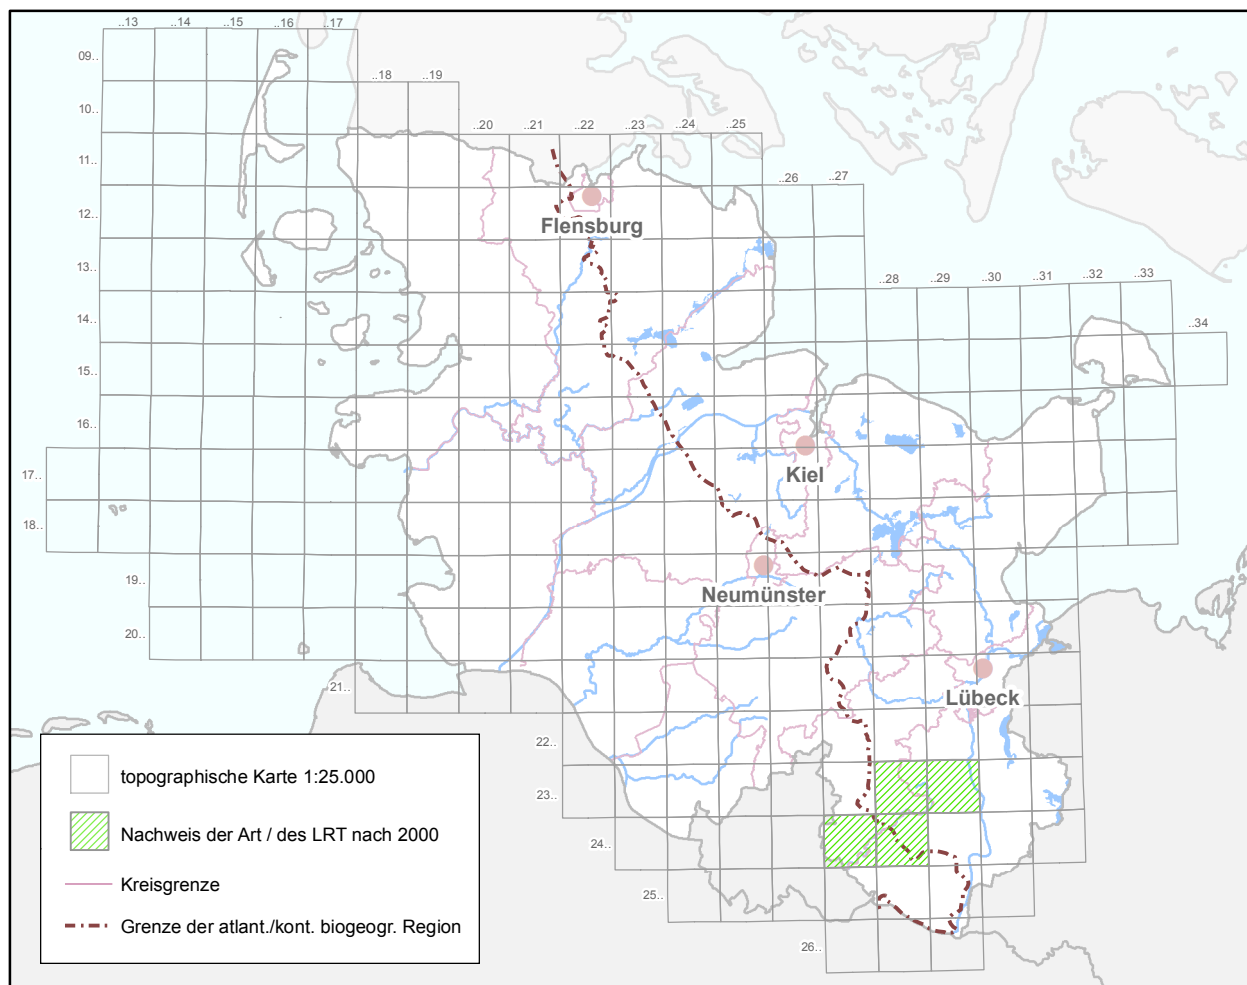 ..13 ..14 ..15 ..16 ..17
09..
..18 ..19
10..
..20 ..21 ..22 ..23 ..24 ..25
11..
..26 ..27
12..
Flensburg
13..
..28 ..29 ..30 ..31 ..32 ..33
14..
..34
15..
16..
Kiel
17..
18..
19..
Neumünster
20..
21..
Lübeck
22..
23..
24..
25..
26..
topographische Karte 1:25.000
Nachweis der Art / des LRT nach 2000
Kreisgrenze
Grenze der atlant./kont. biogeogr. Region